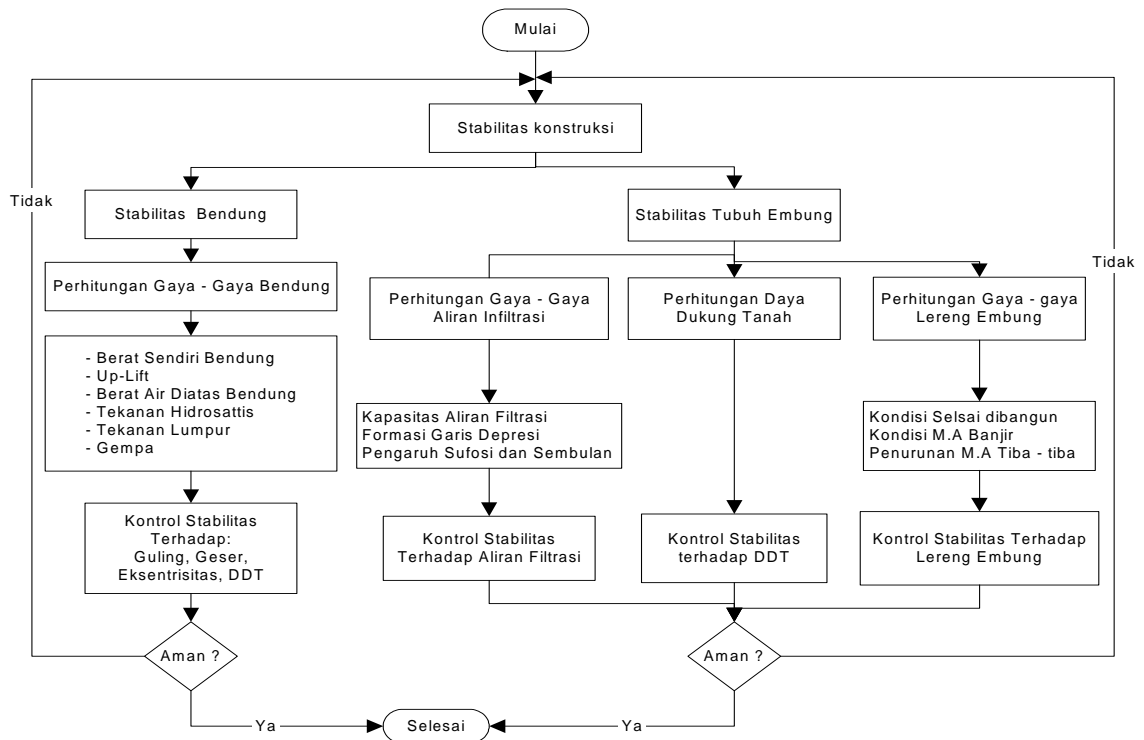 Mulai
Stabilitas konstruksi
Tidak
Stabilitas Bendung
Stabilitas Tubuh Embung
Tidak
Perhitungan Gaya - Gaya Bendung
Perhitungan Gaya - Gaya
Aliran Infiltrasi
Perhitungan Daya
Dukung Tanah
Perhitungan Gaya - gaya
Lereng Embung
- Berat Sendiri Bendung
- Up-Lift
- Berat Air Diatas Bendung
- Tekanan Hidrosattis
- Tekanan Lumpur
- Gempa
Kapasitas Aliran Filtrasi
Formasi Garis Depresi
Pengaruh Sufosi dan Sembulan
Kondisi Selsai dibangun
Kondisi M.A Banjir
Penurunan M.A Tiba - tiba
Kontrol Stabilitas
Terhadap:
Guling, Geser,
Eksentrisitas, DDT
Kontrol Stabilitas
Terhadap Aliran Filtrasi
Kontrol Stabilitas
terhadap DDT
Kontrol Stabilitas Terhadap
Lereng Embung
Aman ?
Aman ?
Ya
Selesai
Ya